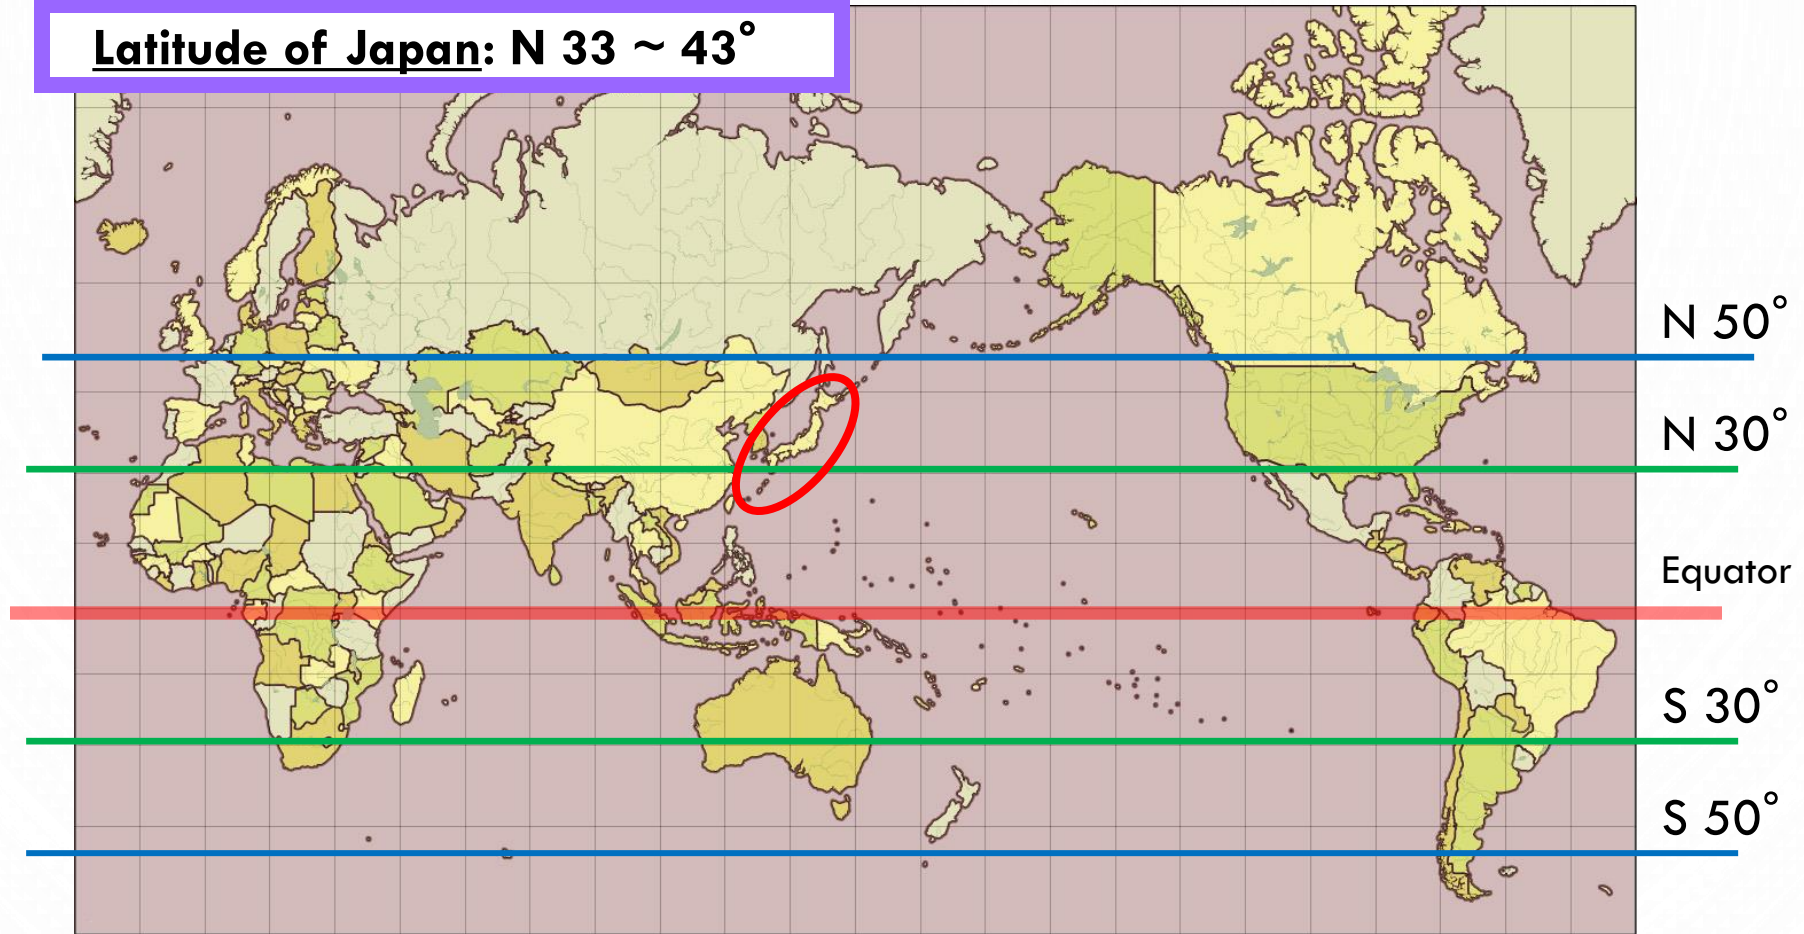 Latitude of Japan: N 33 ~ 43°
N 50°
N 30°
Equator
S 30°
S 50°